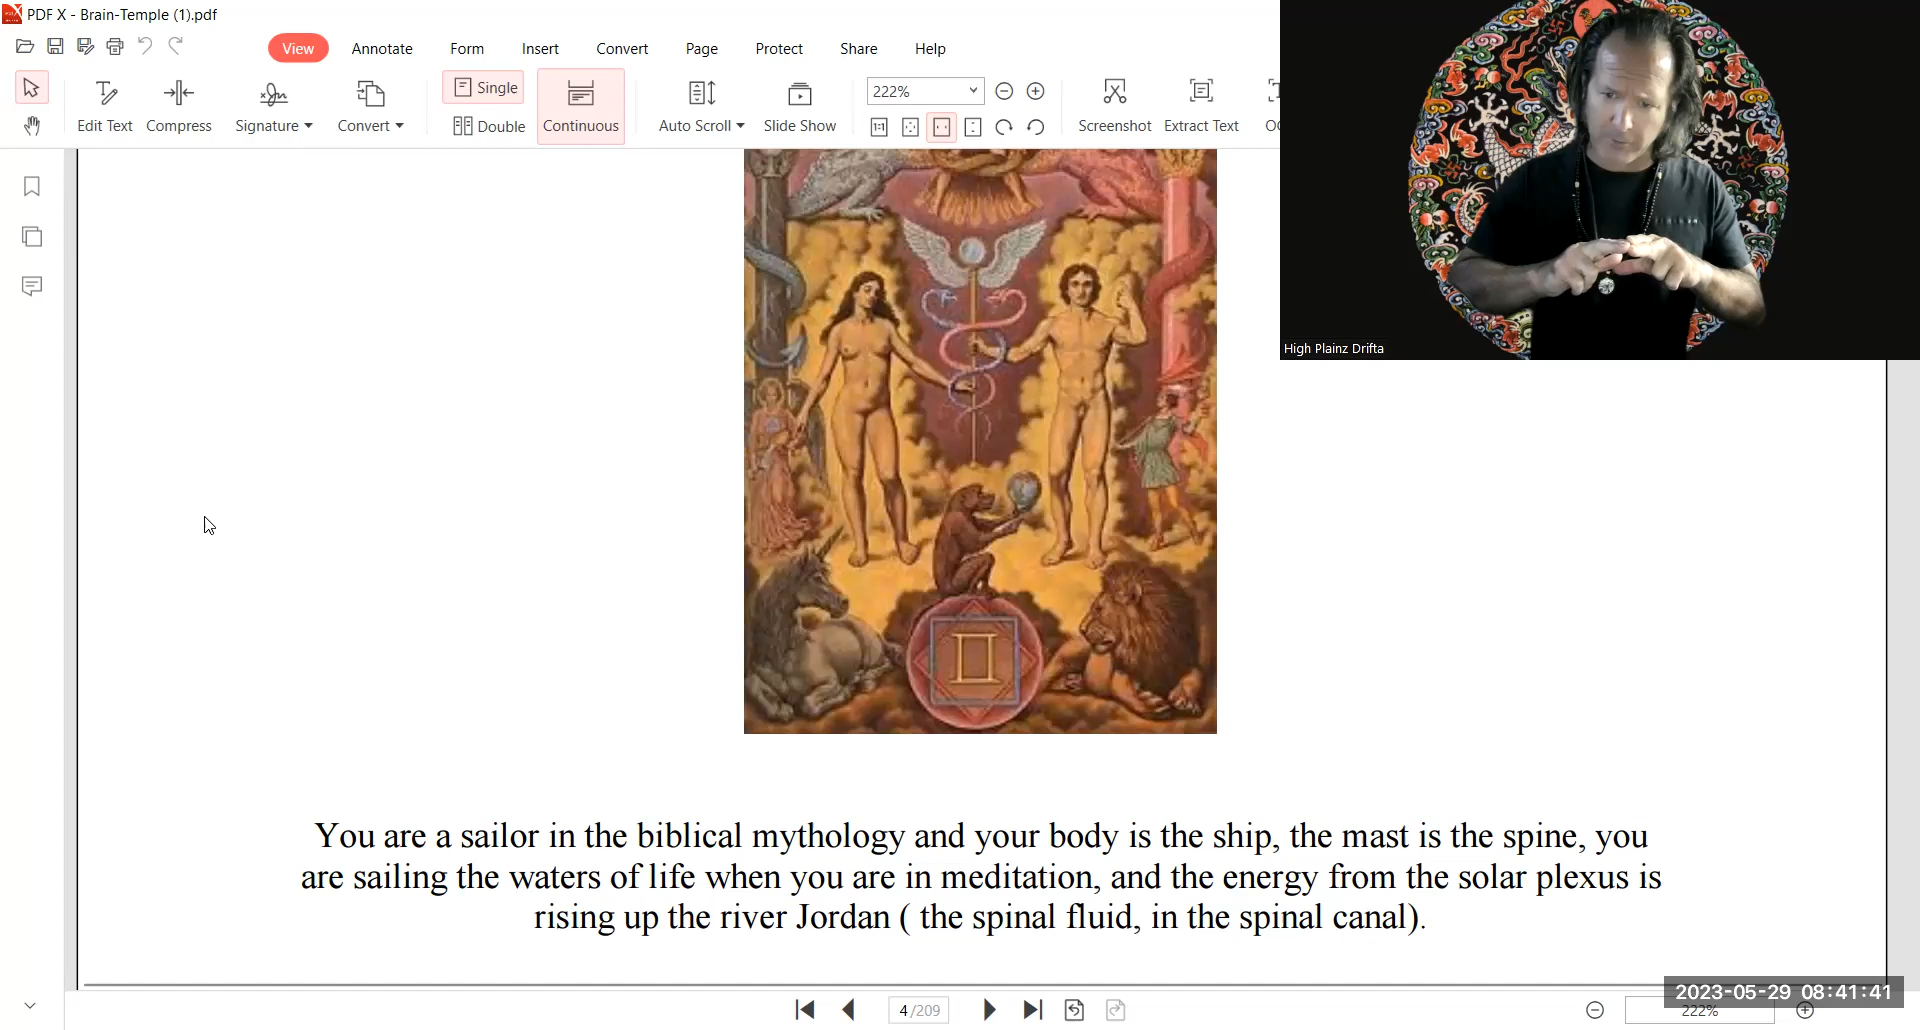 PDF X - Brain-Temple (1).pdf
View Annotate Form Insert Convert Page Protect Share Help
Single
222%
Edit Text Compress Signature Convert Double Continuous Auto Scroll Slide Show 1:1 Screenshot Extract Text
High Plainz Drifta
You are a sailor in the biblical mythology and your body is the ship, the mast is the spine, you
are sailing the waters of life when you are in meditation, and the energy from the solar plexus is
rising up the river Jordan ( the spinal fluid, in the spinal canal).
2023-05-29 08:41:41
4 /209
222%